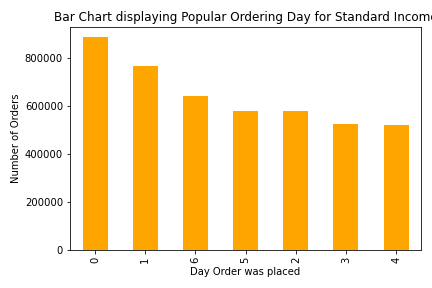 Bar Chart displaying Popular Ordering Day for Standard Income
Number of Orders
800000
600000
400000
200000
0
0 1 6 5 2 3 4
Day Order was placed